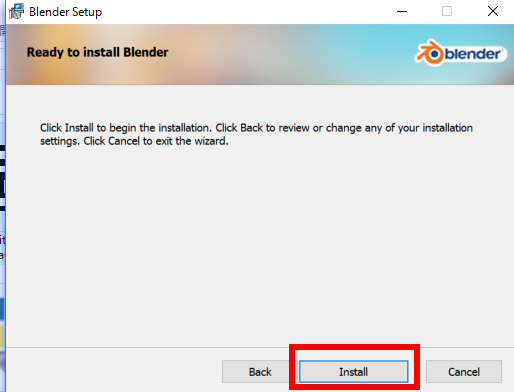 Blender Setup
Ready to install Blender
blender
Click Install to begin the installation. Click Back to review or change any of your installation
settings. Click Cancel to exit the wizard.
Back
Install
Cancel